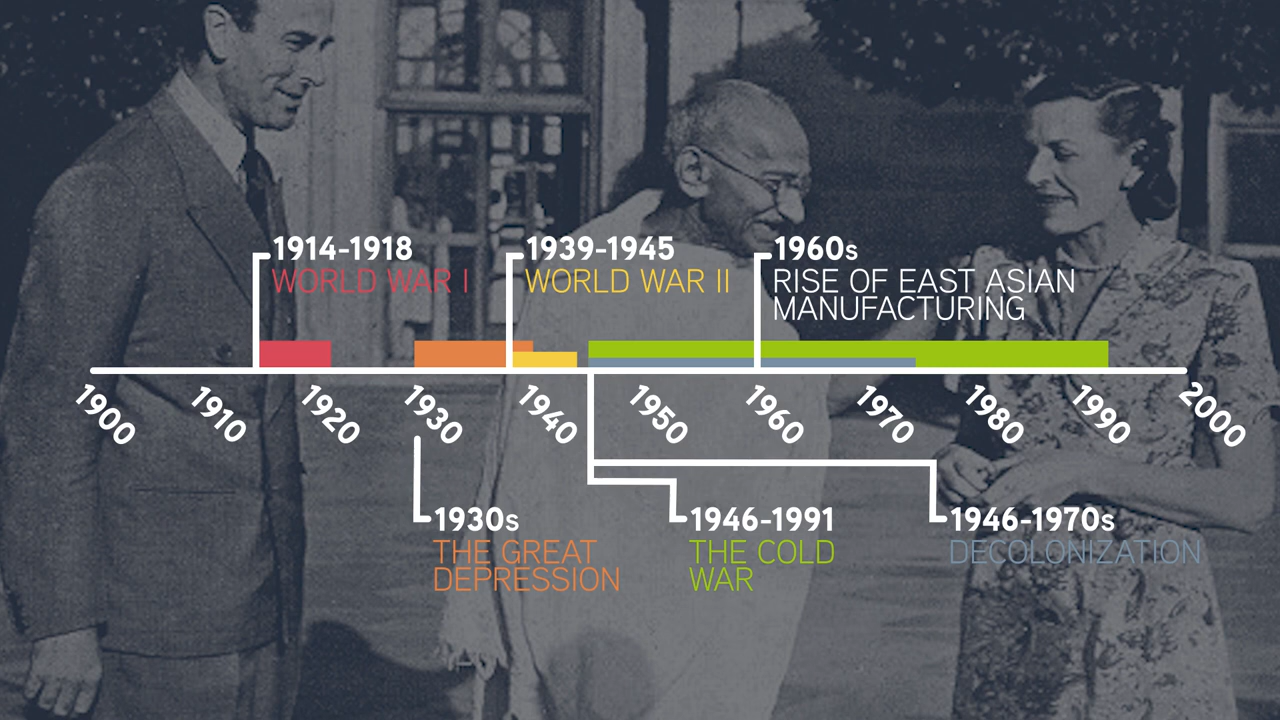 1914-1918
WORLD WAR I
1939-1945
WORLD WAR II
1960s
RISE OF EAST ASIAN
MANUFACTURING
1900
1910
1920
1930
1940
1950
1960
1970
1980
1990
2000
1930s
THE GREAT
DEPRESSION
1946-1991
THE COLD
WAR
1946-1970s
DECOLONIZATION